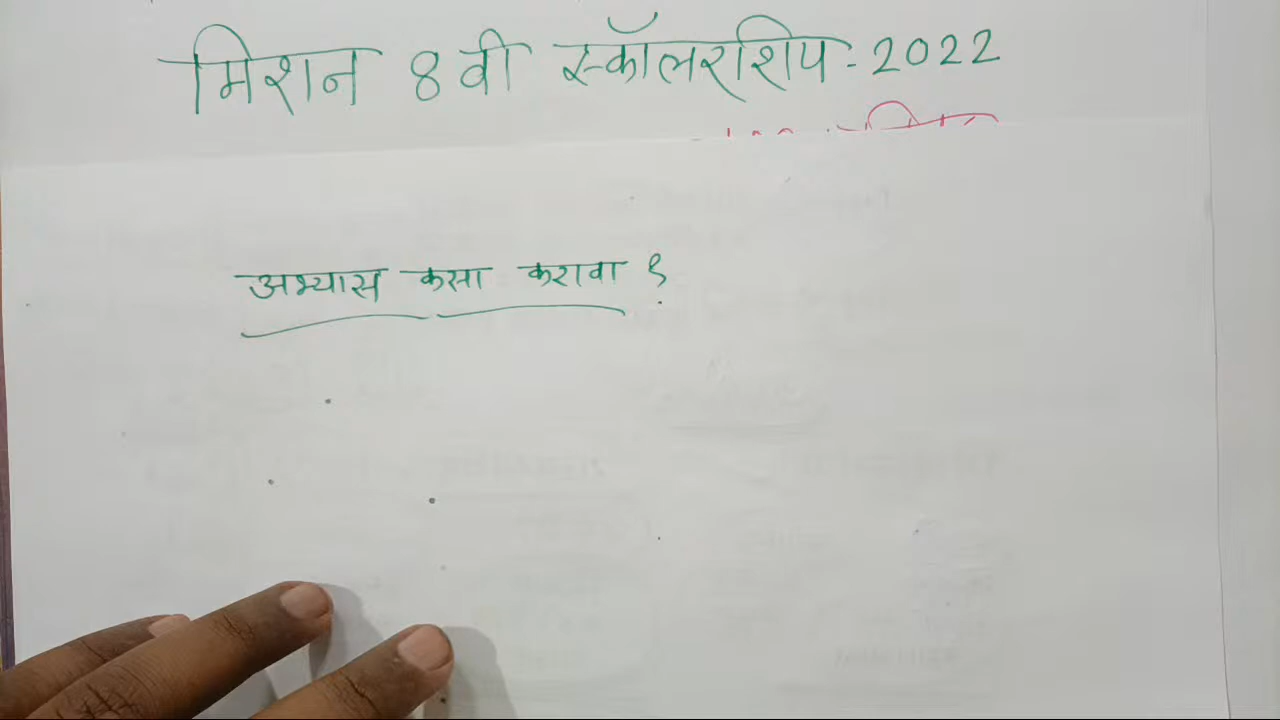 मिशन 8वी स्कॉलरशिप - 2022
अभ्यास कसा करावा ?